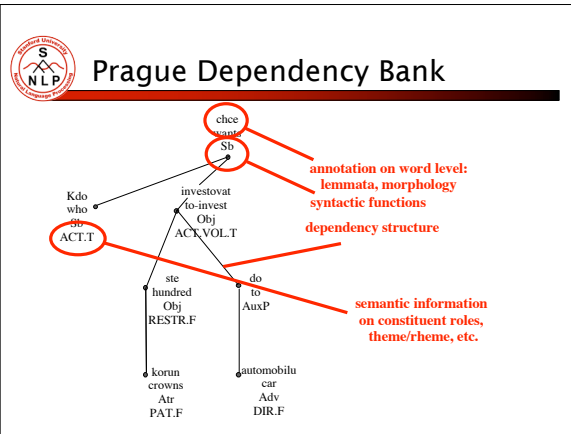 Stanford University
S
NLP
Natural Language Processing
Prague Dependency Bank
chce
wants
Sb
annotation on word level:
lemmata, morphology
syntactic functions
dependency structure
Kdo
who
Sb
ACT.T
investovat
to-invest
Obj
ACT.VOL.T
ste
hundred
Obj
RESTR.F
do
to
AuxP
semantic information
on constituent roles,
theme/rheme, etc.
korun
crowns
Atr
PAT.F
automobilu
car
Adv
DIR.F